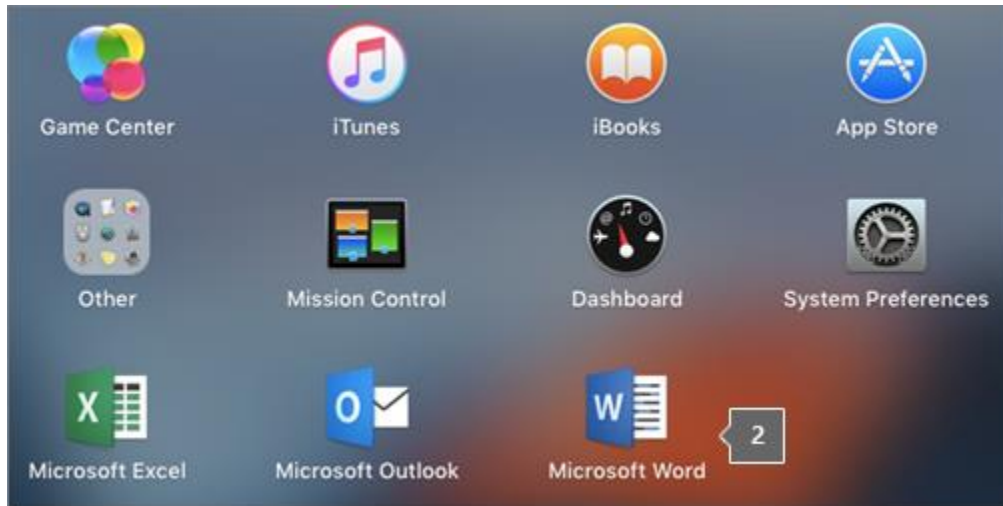 Game Center
iTunes
iBooks
App Store
Other
Mission Control
Dashboard
System Preferences
X
O
W
2
Microsoft Excel
Microsoft Outlook
Microsoft Word